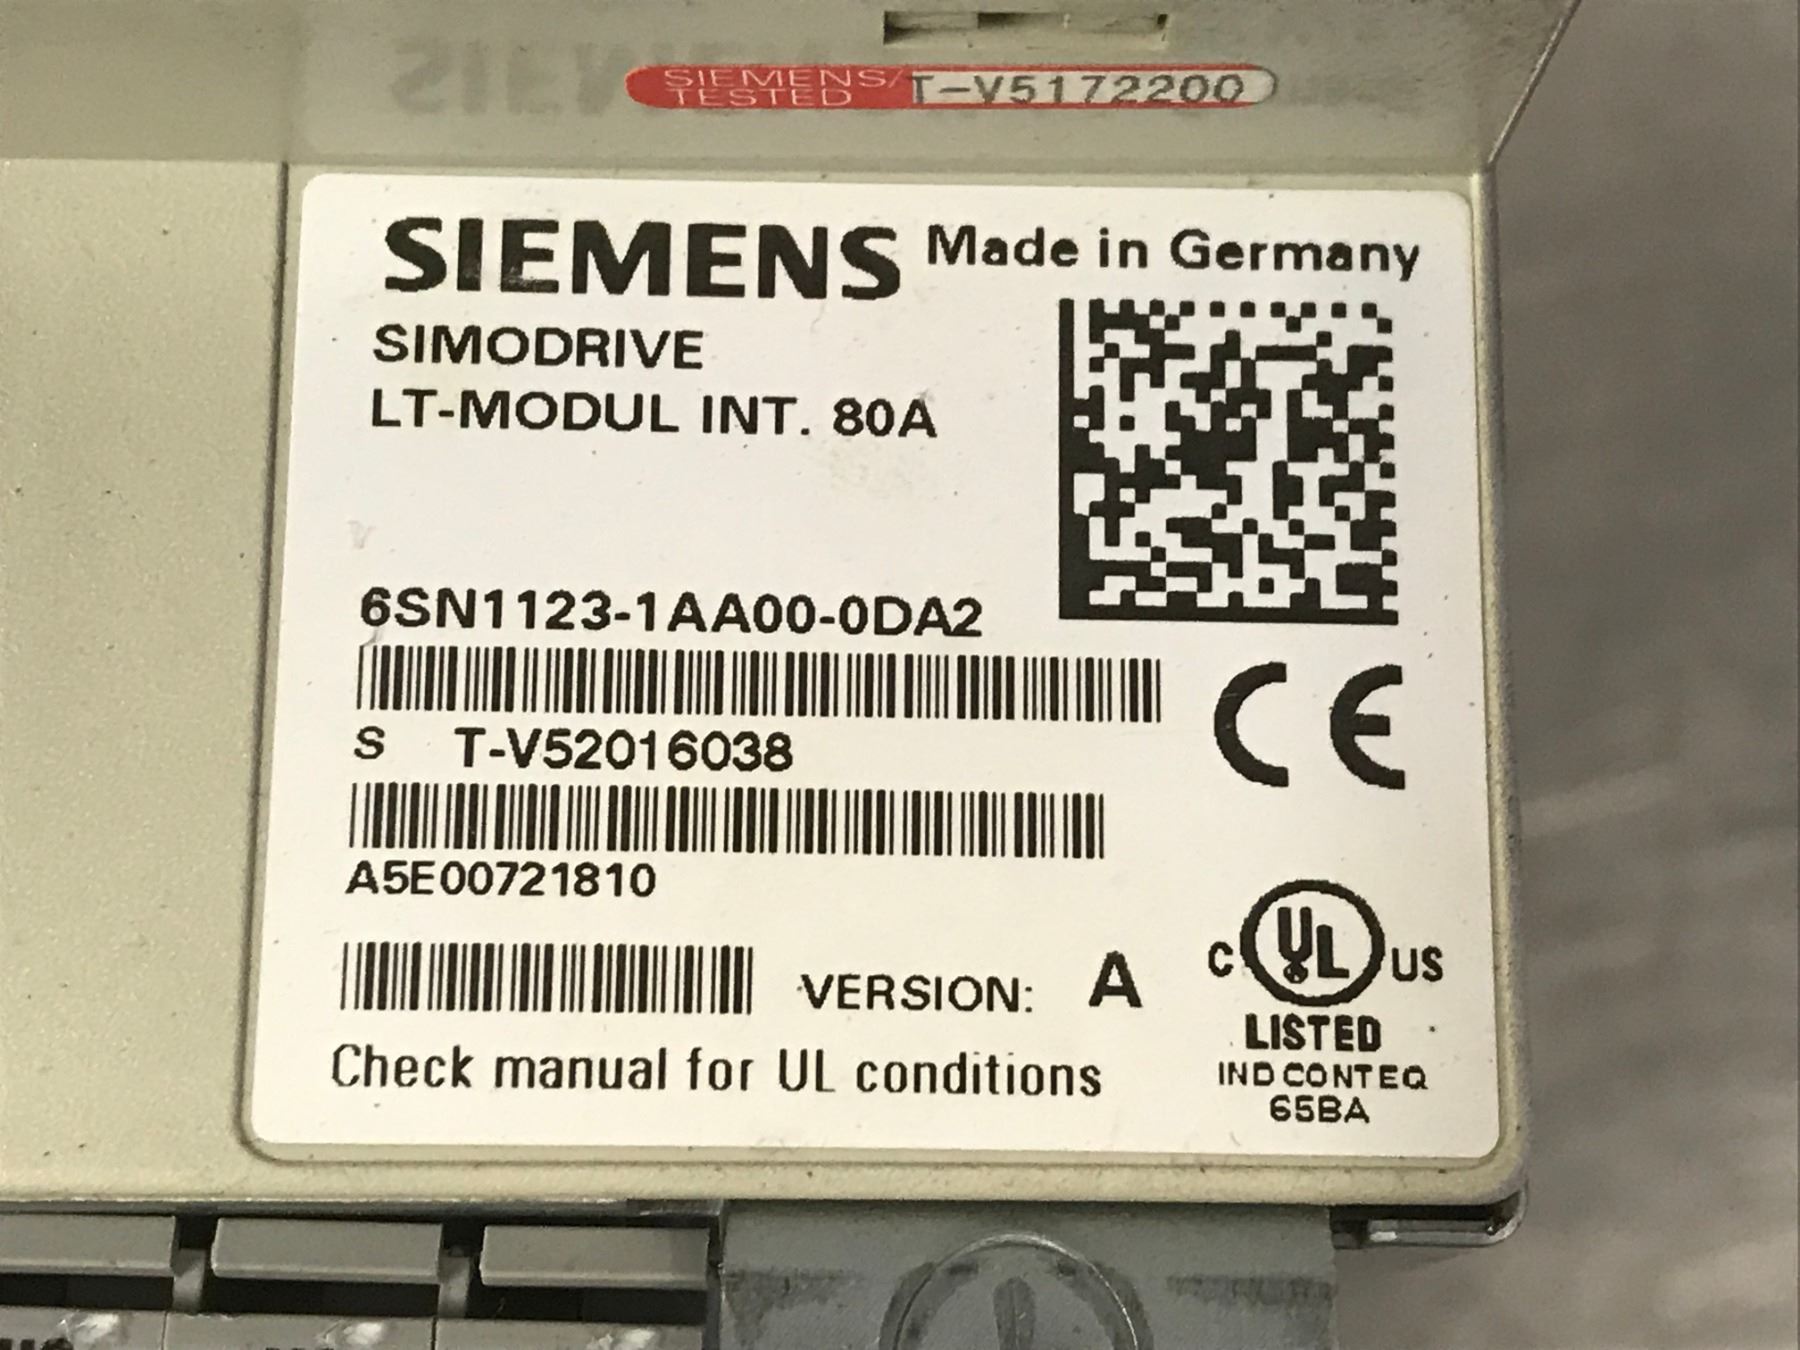 SIEMENS/
TESTED
T-V5172200
SIEMENS Made in Germany
SIMODRIVE
LT-MODUL INT. 80A
6SN1123-1AA00-0DA2
S T-V52016038
A5E00721810
VERSION: A
Check manual for UL conditions
CE
C UL US
LISTED
IND CONT EQ
65BA